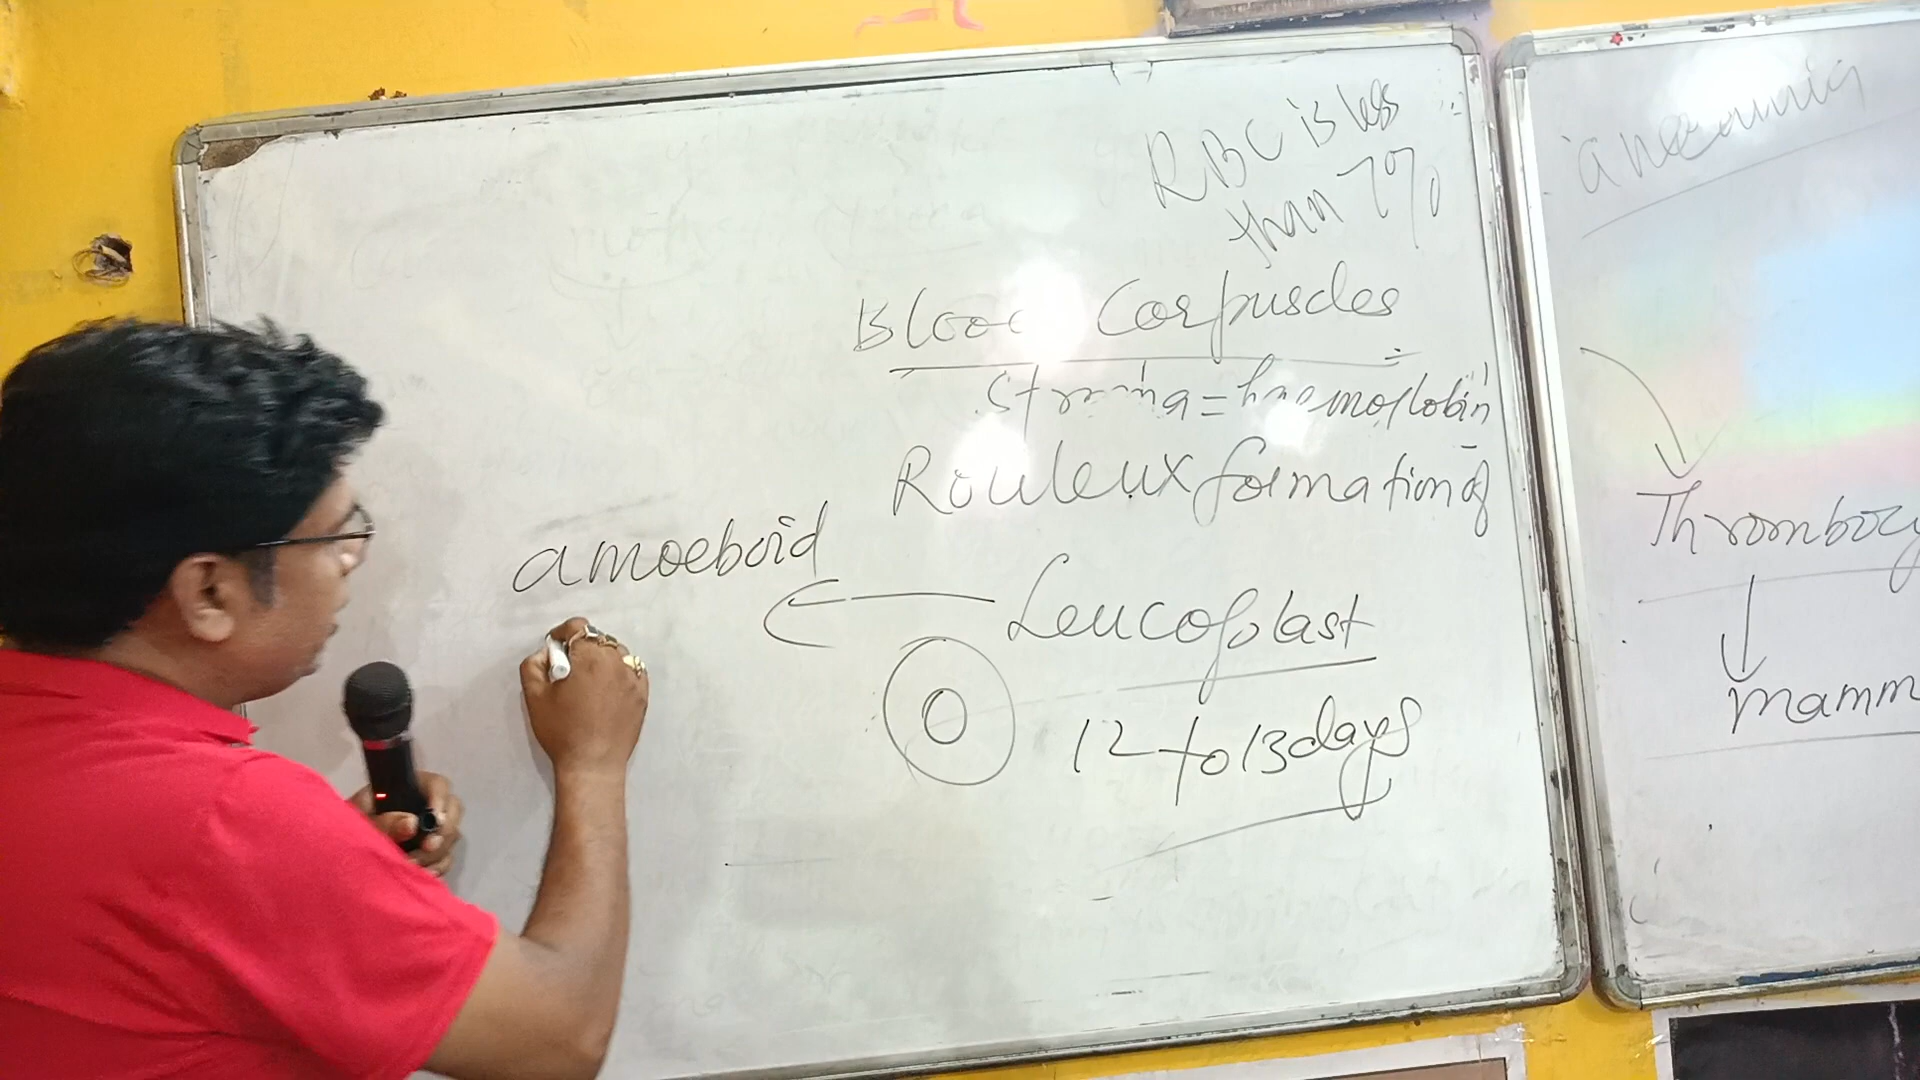 RBC is less
than 7%
Blood Corpuscles
Stroma = haemoglobin
Rouleux formation of
amoeboid
Leucoplast
12 to 13 days
anaeamia
Thrombocy
mamm